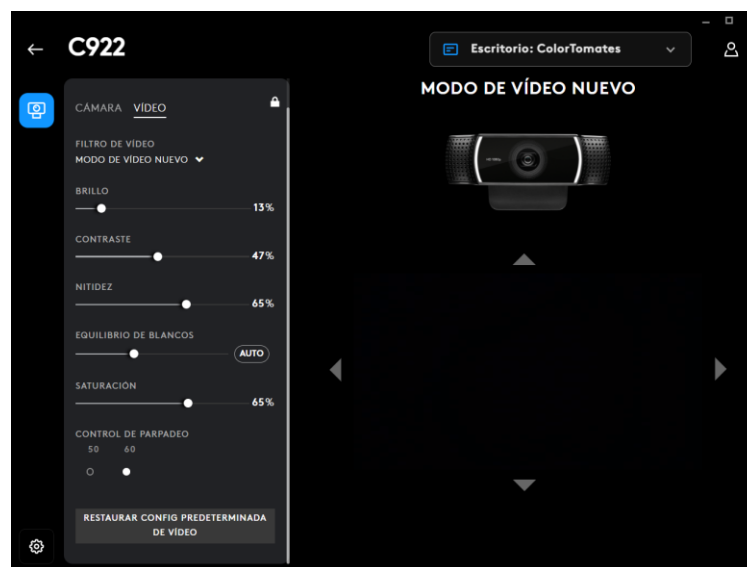 C922
Escritorio: ColorTomates
CÁMARA VÍDEO
FILTRO DE VÍDEO
MODO DE VÍDEO NUEVO
BRILLO
13%
CONTRASTE
47%
NITIDEZ
65%
EQUILIBRIO DE BLANCOS
AUTO
SATURACIÓN
65%
CONTROL DE PARPADEO
50 60
RESTAURAR CONFIG PREDETERMINADA
DE VÍDEO
MODO DE VÍDEO NUEVO